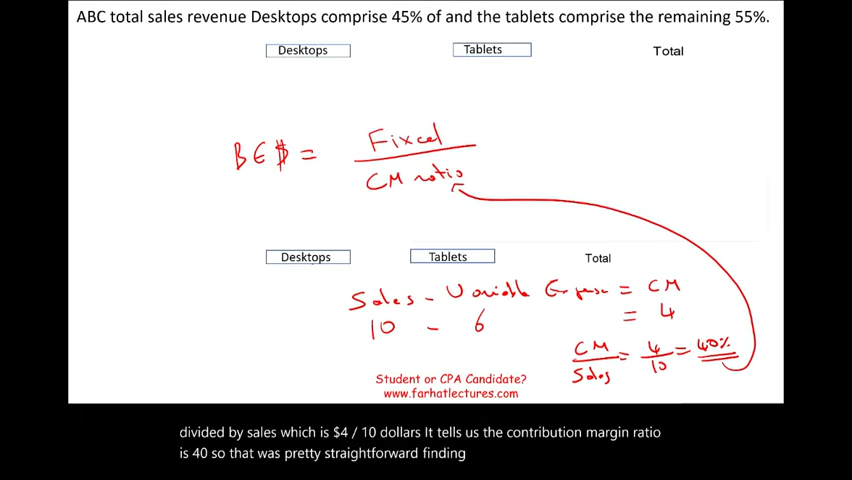 ABC total sales revenue Desktops comprise 45% of and the tablets comprise the remaining 55%.
Desktops Tablets Total
BE$ = Fixed
CM ratio
Desktops Tablets Total
Sales - Variable Expense = CM
10 - 6 = 4
CM = 4 = 40%
Sales 10
Student or CPA Candidate?
www.farhatlectures.com
divided by sales which is $4 / 10 dollars It tells us the contribution margin ratio
is 40 so that was pretty straightforward finding